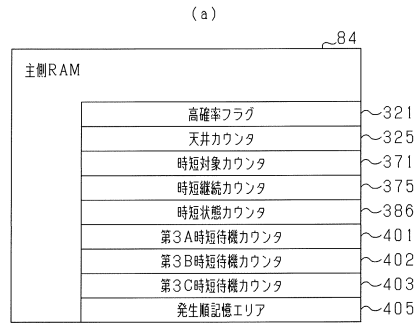 (a)
84
主側RAM
高確率フラグ 321
天井カウンタ 325
時短対象カウンタ 371
時短継続カウンタ 375
時短状態カウンタ 386
第3A時短待機カウンタ 401
第3B時短待機カウンタ 402
第3C時短待機カウンタ 403
発生順記憶エリア 405